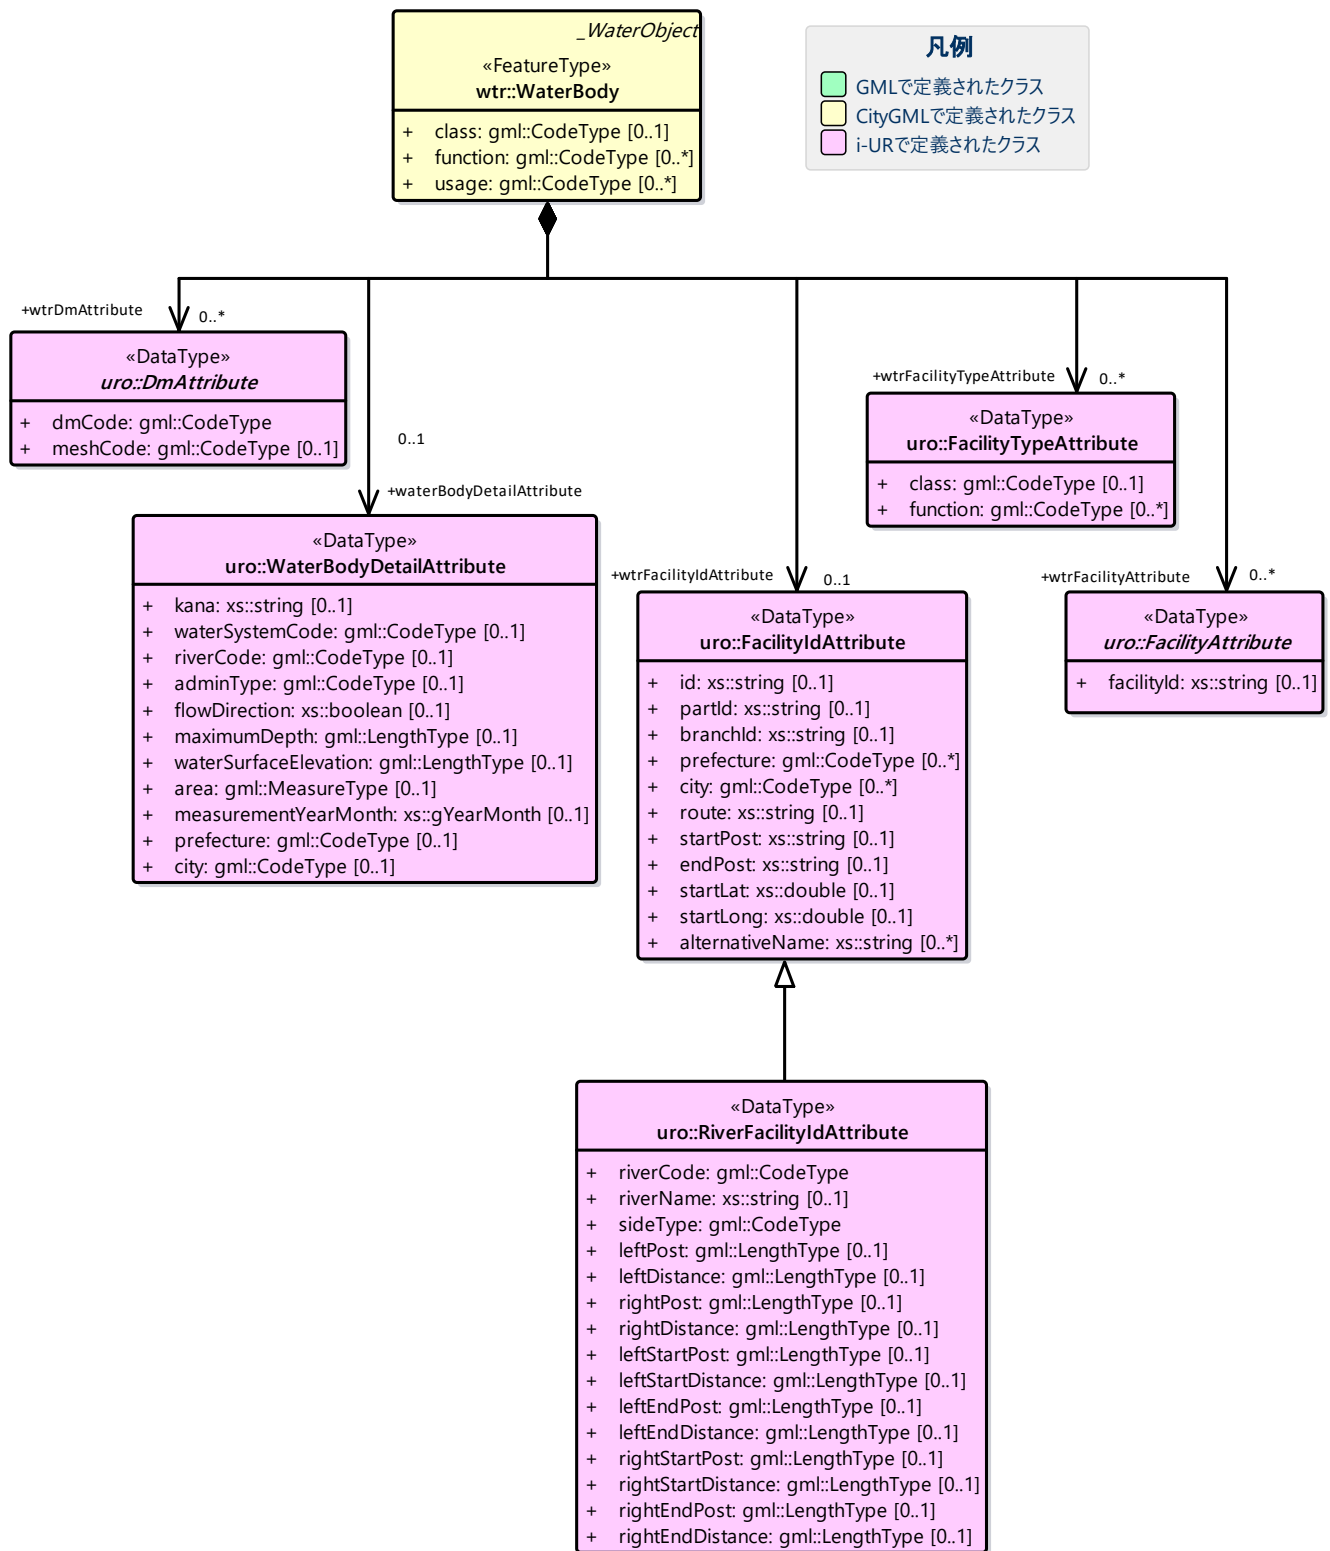 _WaterObject
«FeatureType»
wtr::WaterBody
+ class: gml::CodeType [0..1]
+ function: gml::CodeType [0..*]
+ usage: gml::CodeType [0..*]
凡例
GMLで定義されたクラス
CityGMLで定義されたクラス
i-URで定義されたクラス
+wtrDmAttribute
0..*
«DataType»
uro::DmAttribute
+ dmCode: gml::CodeType
+ meshCode: gml::CodeType [0..1]
0..1
+waterBodyDetailAttribute
«DataType»
uro::WaterBodyDetailAttribute
+ kana: xs::string [0..1]
+ waterSystemCode: gml::CodeType [0..1]
+ riverCode: gml::CodeType [0..1]
+ adminType: gml::CodeType [0..1]
+ flowDirection: xs::boolean [0..1]
+ maximumDepth: gml::LengthType [0..1]
+ waterSurfaceElevation: gml::LengthType [0..1]
+ area: gml::MeasureType [0..1]
+ measurementYearMonth: xs::gYearMonth [0..1]
+ prefecture: gml::CodeType [0..1]
+ city: gml::CodeType [0..1]
+wtrFacilityIdAttribute
0..1
«DataType»
uro::FacilityIdAttribute
+ id: xs::string [0..1]
+ partId: xs::string [0..1]
+ branchId: xs::string [0..1]
+ prefecture: gml::CodeType [0..*]
+ city: gml::CodeType [0..*]
+ route: xs::string [0..1]
+ startPost: xs::string [0..1]
+ endPost: xs::string [0..1]
+ startLat: xs::double [0..1]
+ startLong: xs::double [0..1]
+ alternativeName: xs::string [0..*]
+wtrFacilityTypeAttribute
0..*
«DataType»
uro::FacilityTypeAttribute
+ class: gml::CodeType [0..1]
+ function: gml::CodeType [0..*]
+wtrFacilityAttribute
0..*
«DataType»
uro::FacilityAttribute
+ facilityId: xs::string [0..1]
«DataType»
uro::RiverFacilityIdAttribute
+ riverCode: gml::CodeType
+ riverName: xs::string [0..1]
+ sideType: gml::CodeType
+ leftPost: gml::LengthType [0..1]
+ leftDistance: gml::LengthType [0..1]
+ rightPost: gml::LengthType [0..1]
+ rightDistance: gml::LengthType [0..1]
+ leftStartPost: gml::LengthType [0..1]
+ leftStartDistance: gml::LengthType [0..1]
+ leftEndPost: gml::LengthType [0..1]
+ leftEndDistance: gml::LengthType [0..1]
+ rightStartPost: gml::LengthType [0..1]
+ rightStartDistance: gml::LengthType [0..1]
+ rightEndPost: gml::LengthType [0..1]
+ rightEndDistance: gml::LengthType [0..1]